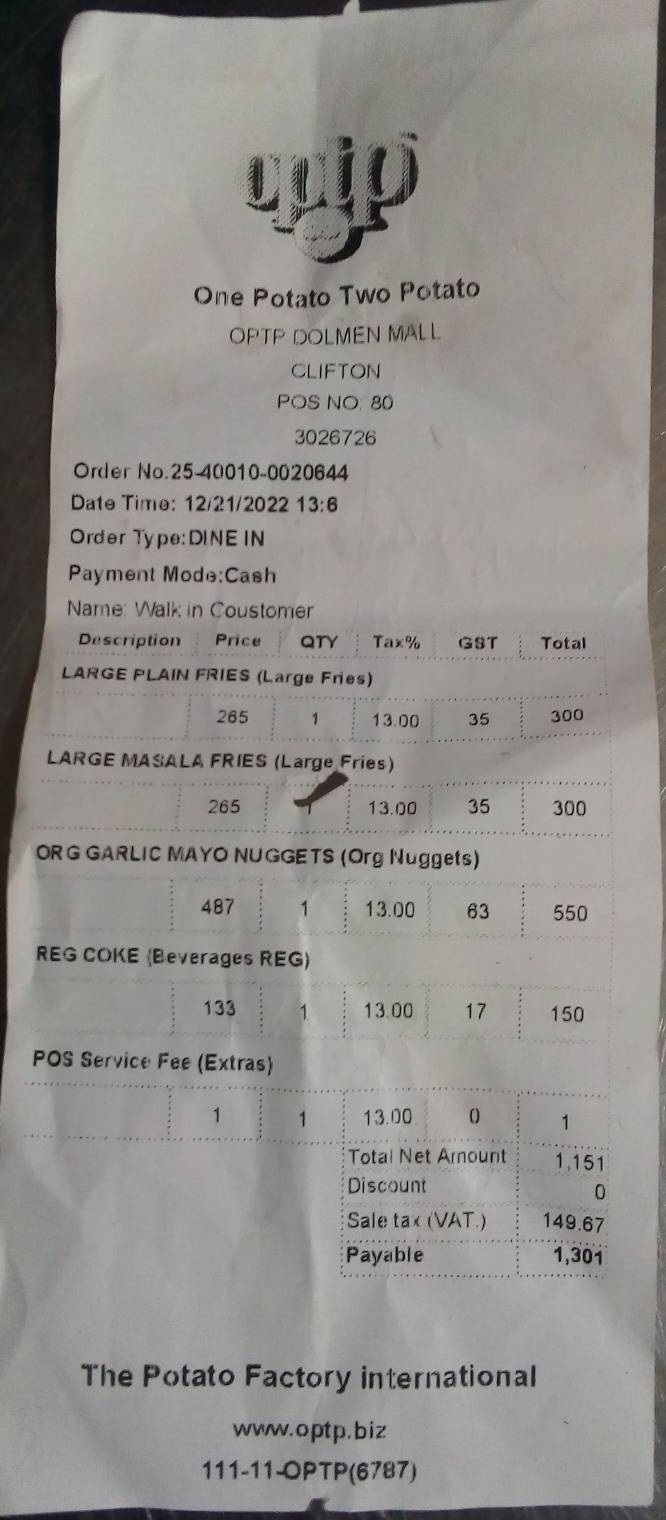 optp
One Potato Two Potato
OPTP DOLMEN MALL
CLIFTON
POS NO: 80
3026726
Order No.25-40010-0020644
Date Time: 12/21/2022 13:6
Order Type:DINE IN
Payment Mode:Cash
Name: Walk in Coustomer
Description Price QTY Tax% GST Total
LARGE PLAIN FRIES (Large Fries)
265 1 13.00 35 300
LARGE MASALA FRIES (Large Fries)
265 1 13.00 35 300
ORG GARLIC MAYO NUGGETS (Org Nuggets)
487 1 13.00 63 550
REG COKE (Beverages REG)
133 1 13.00 17 150
POS Service Fee (Extras)
1 1 13.00 0 1
Total Net Amount 1,151
Discount 0
Sale tax (VAT.) 149.67
Payable 1,301
The Potato Factory international
www.optp.biz
111-11-OPTP(6787)